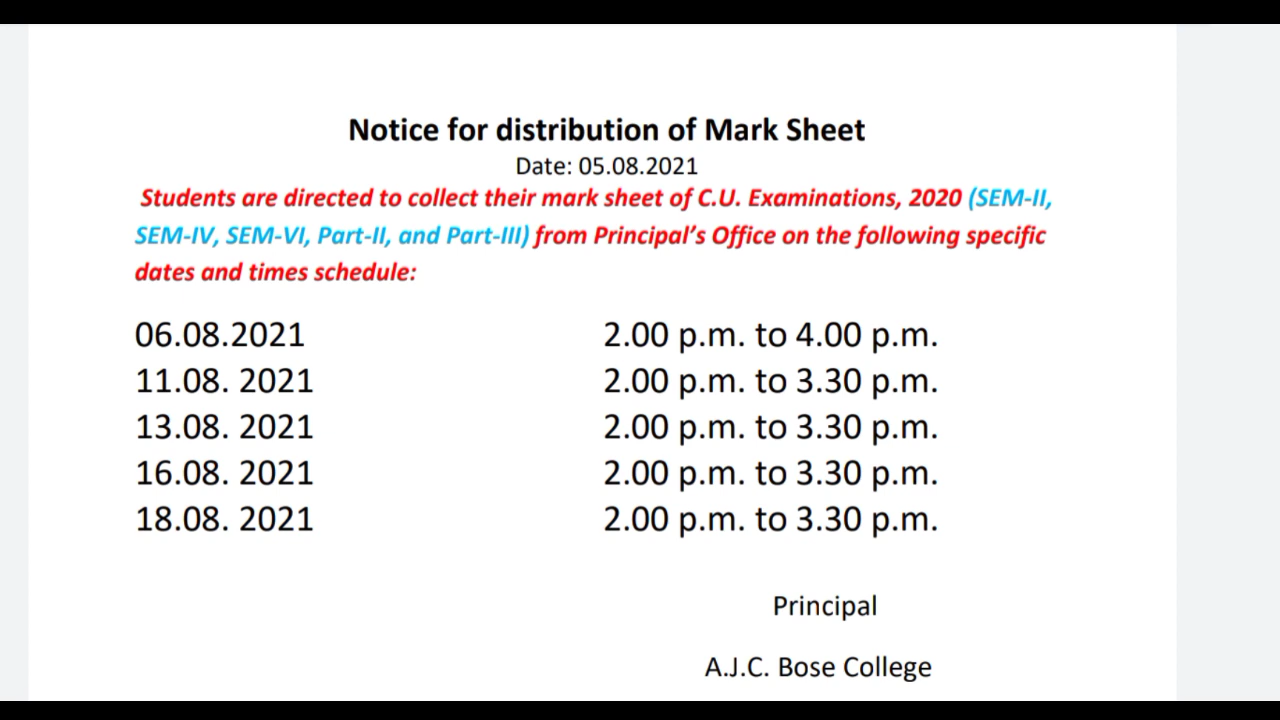 Notice for distribution of Mark Sheet
Date: 05.08.2021
Students are directed to collect their mark sheet of C.U. Examinations, 2020 (SEM-II,
SEM-IV, SEM-VI, Part-II, and Part-III) from Principal’s Office on the following specific
dates and times schedule:
06.08.2021 2.00 p.m. to 4.00 p.m.
11.08. 2021 2.00 p.m. to 3.30 p.m.
13.08. 2021 2.00 p.m. to 3.30 p.m.
16.08. 2021 2.00 p.m. to 3.30 p.m.
18.08. 2021 2.00 p.m. to 3.30 p.m.
Principal
A.J.C. Bose College